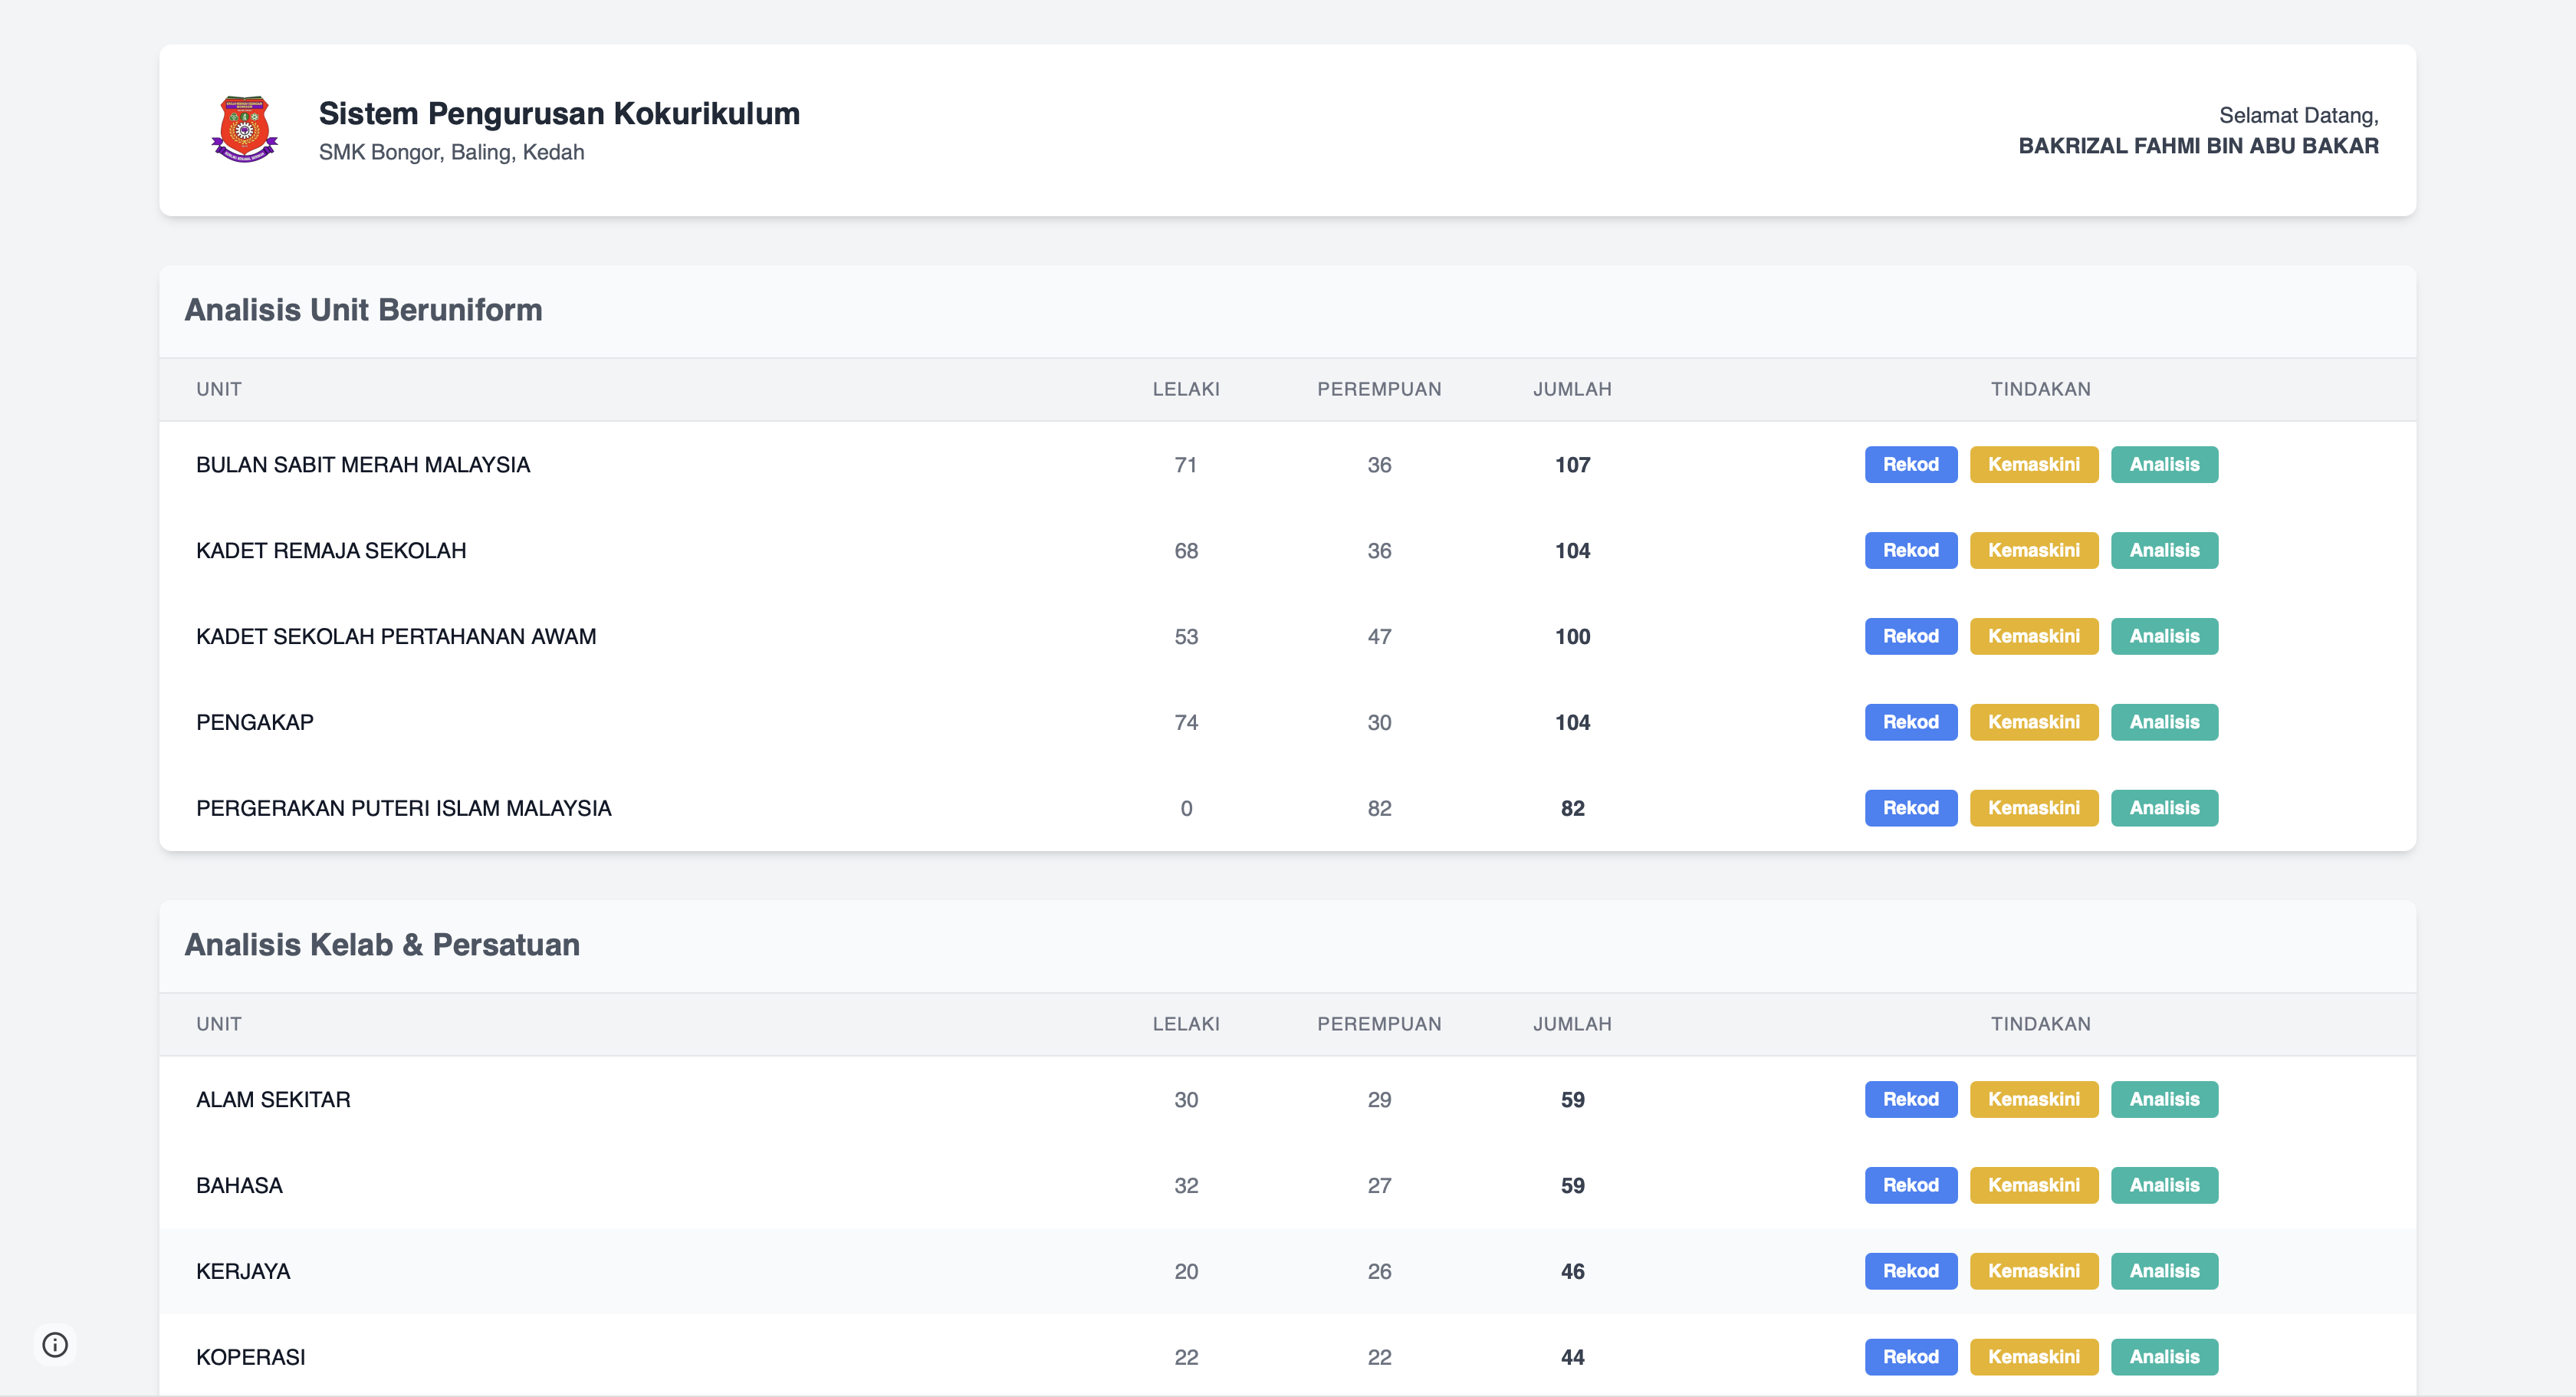 Sistem Pengurusan Kokurikulum
SMK Bongor, Baling, Kedah
Selamat Datang,
BAKRIZAL FAHMI BIN ABU BAKAR
Analisis Unit Beruniform
UNIT LELAKI PEREMPUAN JUMLAH TINDAKAN
BULAN SABIT MERAH MALAYSIA 71 36 107 Rekod Kemaskini Analisis
KADET REMAJA SEKOLAH 68 36 104 Rekod Kemaskini Analisis
KADET SEKOLAH PERTAHANAN AWAM 53 47 100 Rekod Kemaskini Analisis
PENGAKAP 74 30 104 Rekod Kemaskini Analisis
PERGERAKAN PUTERI ISLAM MALAYSIA 0 82 82 Rekod Kemaskini Analisis
Analisis Kelab & Persatuan
UNIT LELAKI PEREMPUAN JUMLAH TINDAKAN
ALAM SEKITAR 30 29 59 Rekod Kemaskini Analisis
BAHASA 32 27 59 Rekod Kemaskini Analisis
KERJAYA 20 26 46 Rekod Kemaskini Analisis
KOPERASI 22 22 44 Rekod Kemaskini Analisis